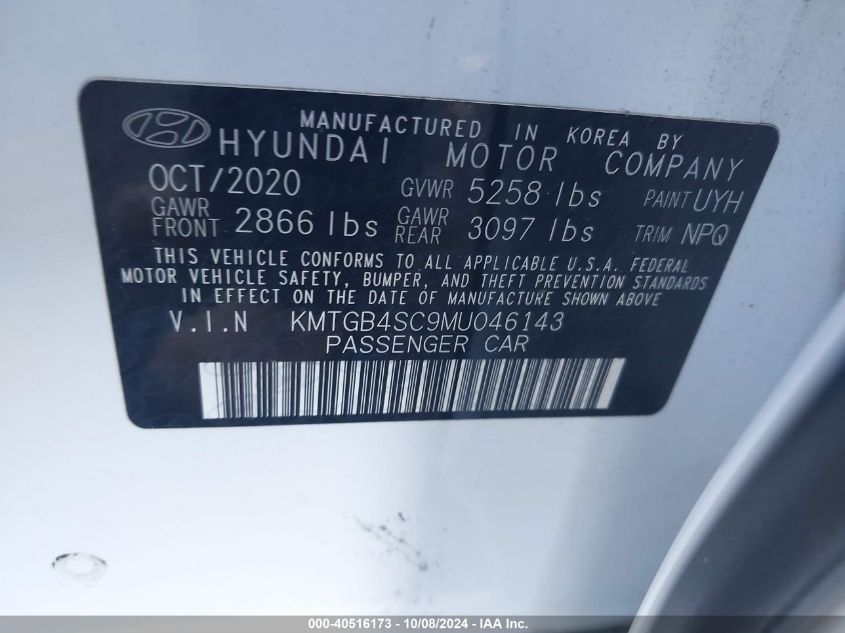 MANUFACTURED IN KOREA BY
HYUNDAI MOTOR COMPANY
OCT/2020 GVWR 5258 lbs PAINT UYH
GAWR FRONT 2866 lbs GAWR REAR 3097 lbs TRIM NPQ
THIS VEHICLE CONFORMS TO ALL APPLICABLE U.S.A. FEDERAL
MOTOR VEHICLE SAFETY, BUMPER, AND THEFT PREVENTION STANDARDS
IN EFFECT ON THE DATE OF MANUFACTURE SHOWN ABOVE
V.I.N KMTGB4SC9MU046143
PASSENGER CAR
000-40516173 - 10/08/2024 - IAA Inc.